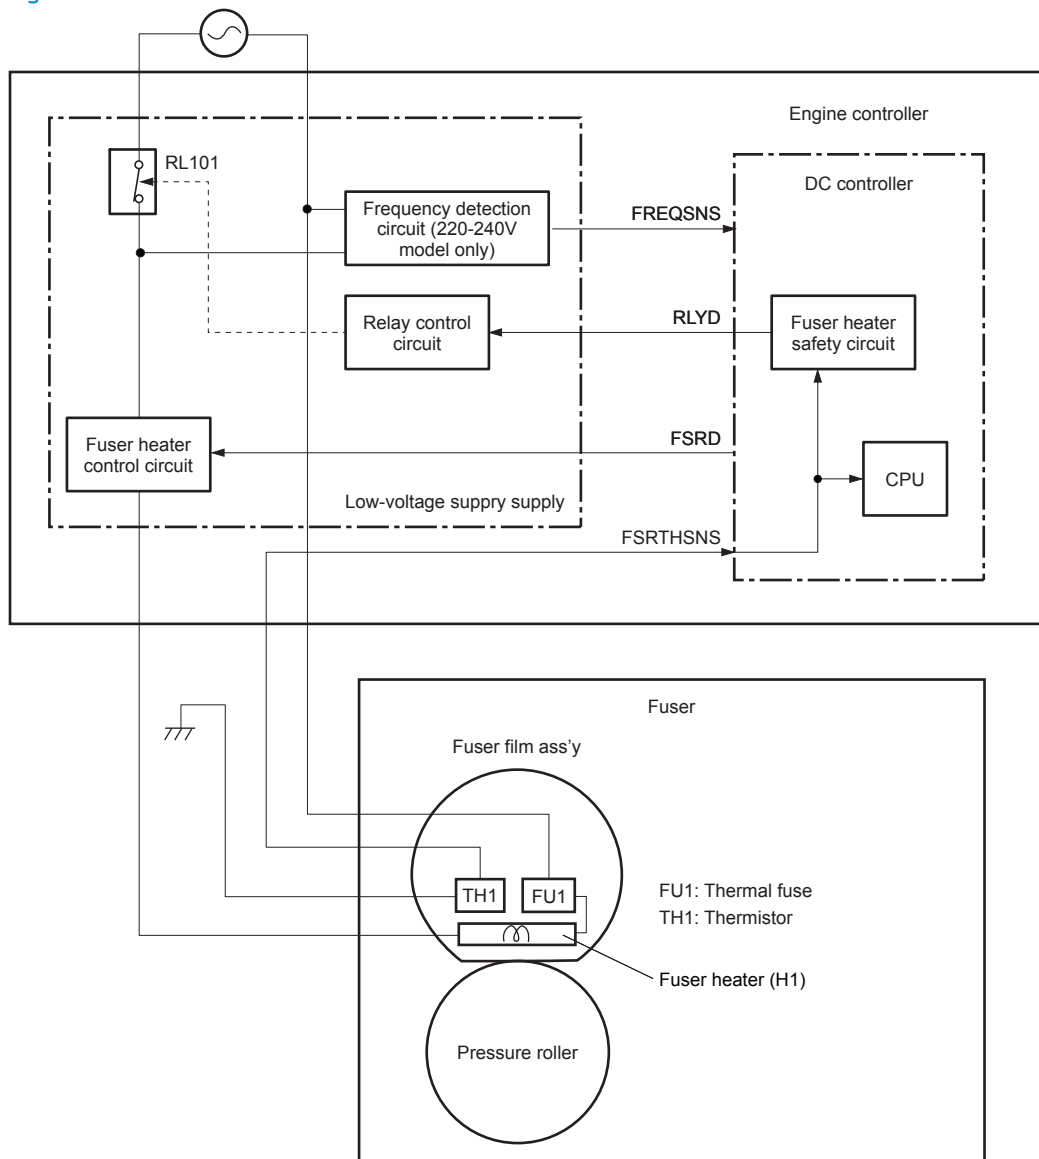 Engine controller
RL101
DC controller
Frequency detection
circuit (220-240V
model only)
FREQSNS
Relay control
circuit
RLYD
Fuser heater
safety circuit
Fuser heater
control circuit
FSRD
CPU
Low-voltage suppry supply
FSRTHSNS
Fuser
Fuser film ass'y
TH1
FU1
FU1: Thermal fuse
TH1: Thermistor
Fuser heater (H1)
Pressure roller